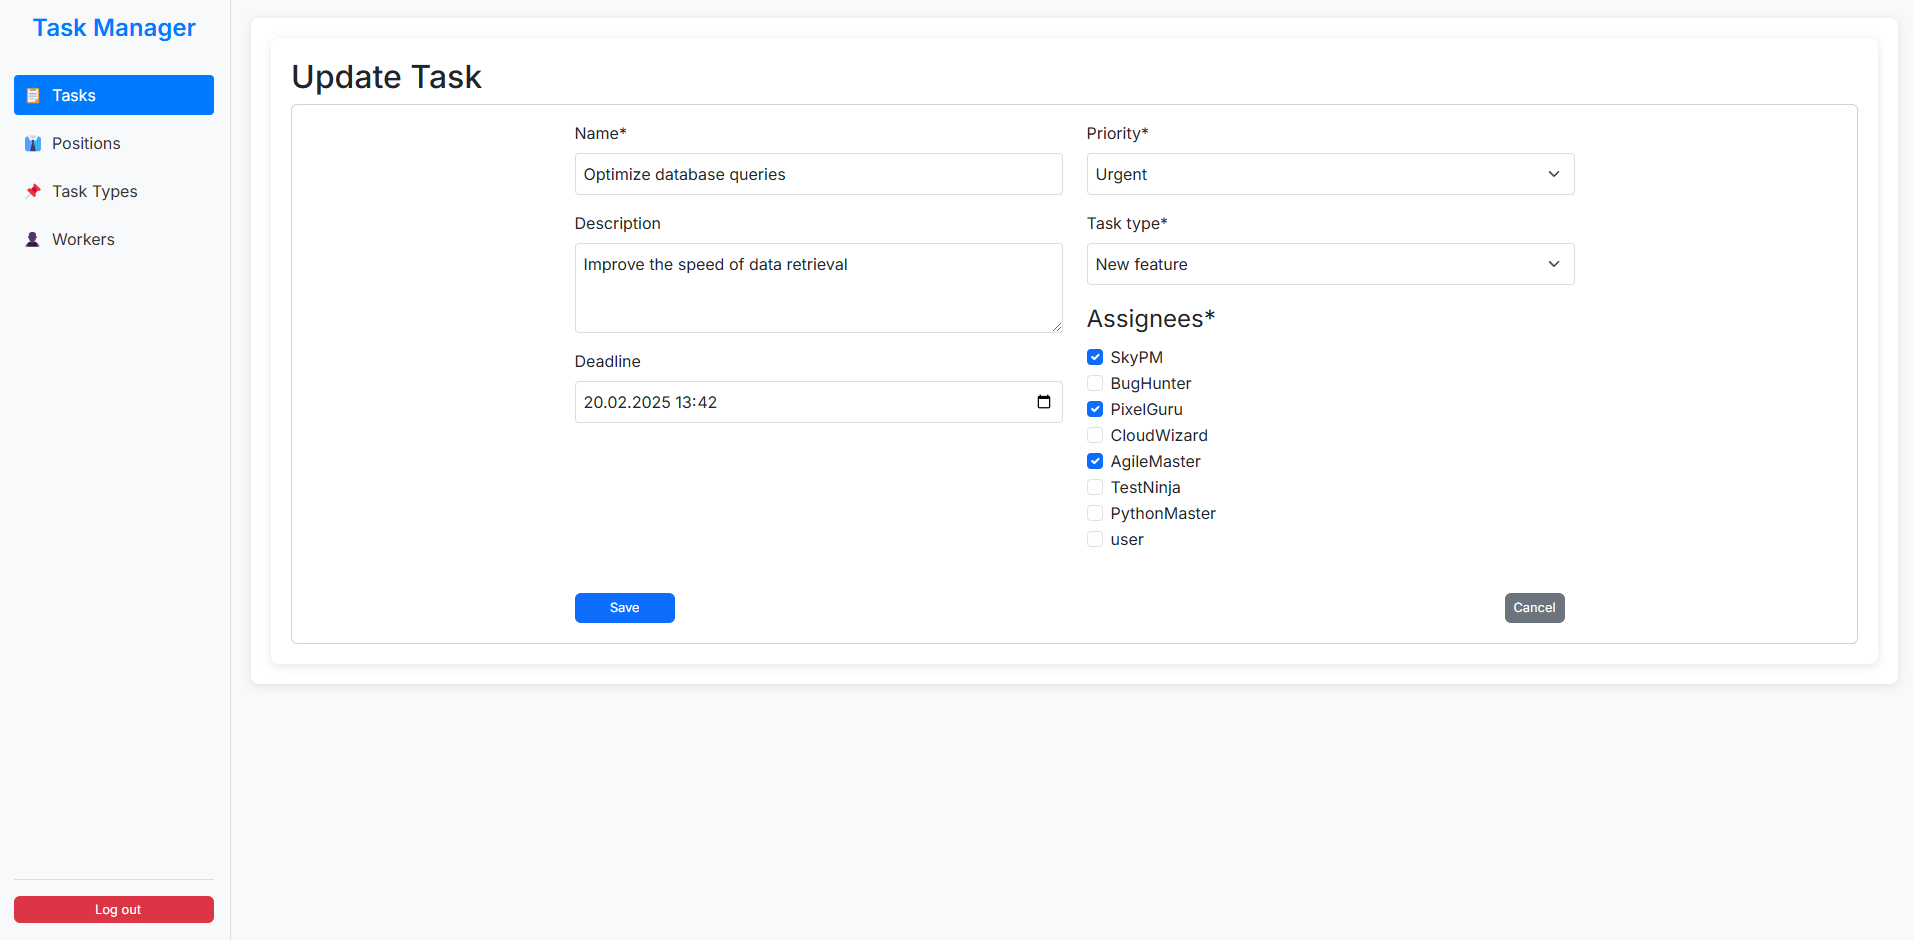 Task Manager
Tasks
Positions
Task Types
Workers
Log out
Update Task
Name*
Optimize database queries
Description
Improve the speed of data retrieval
Deadline
20.02.2025 13:42
Priority*
Urgent
Task type*
New feature
Assignees*
SkyPM
BugHunter
PixelGuru
CloudWizard
AgileMaster
TestNinja
PythonMaster
user
Save
Cancel